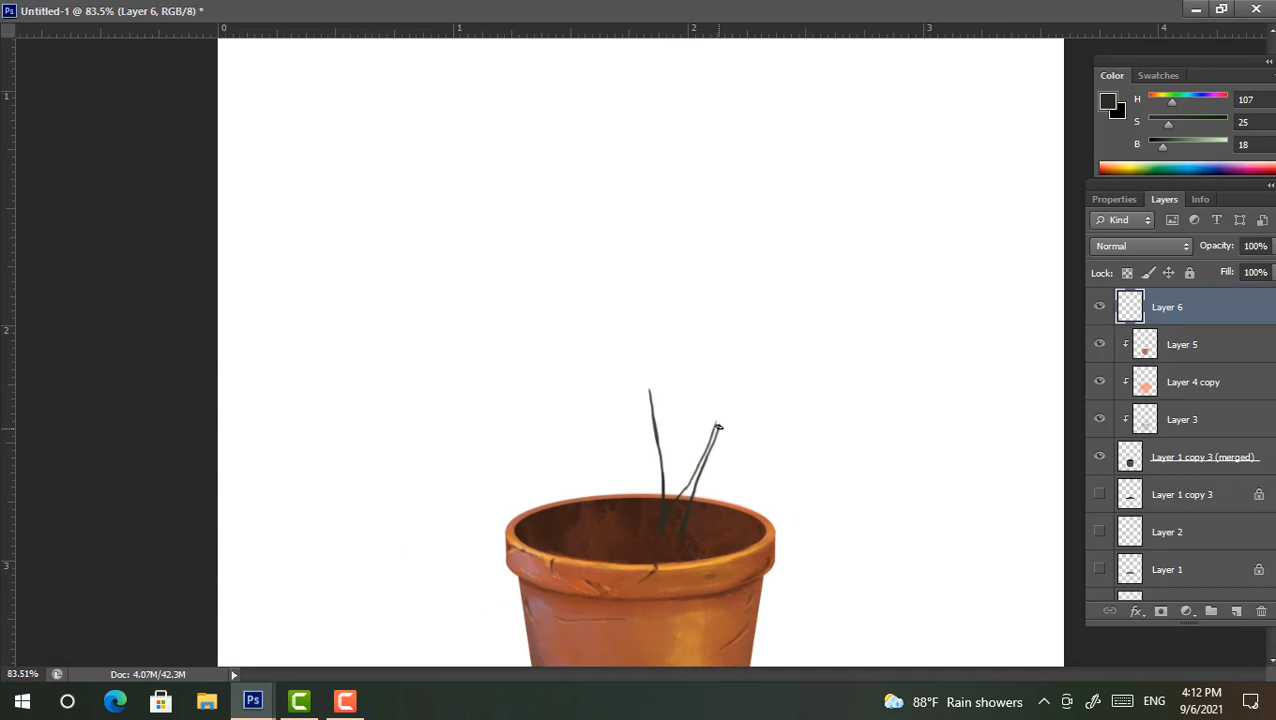 Ps Untitled-1 @ 83.5% (Layer 6, RGB/8) *
0 1 2 3 4
1
2
3
Color Swatches
H 107
S 25
B 18
Properties Layers Info
Kind
Normal Opacity: 100%
Lock: Fill: 100%
Layer 6
Layer 5
Layer 4 copy
Layer 3
Layer 1 copy 3 (merged)
Layer 1 copy 3
Layer 2
Layer 1
fx
83.51% Doc: 4.07M/42.3M
Ps 88°F Rain showers ENG 4:12 PM
9/6/2021